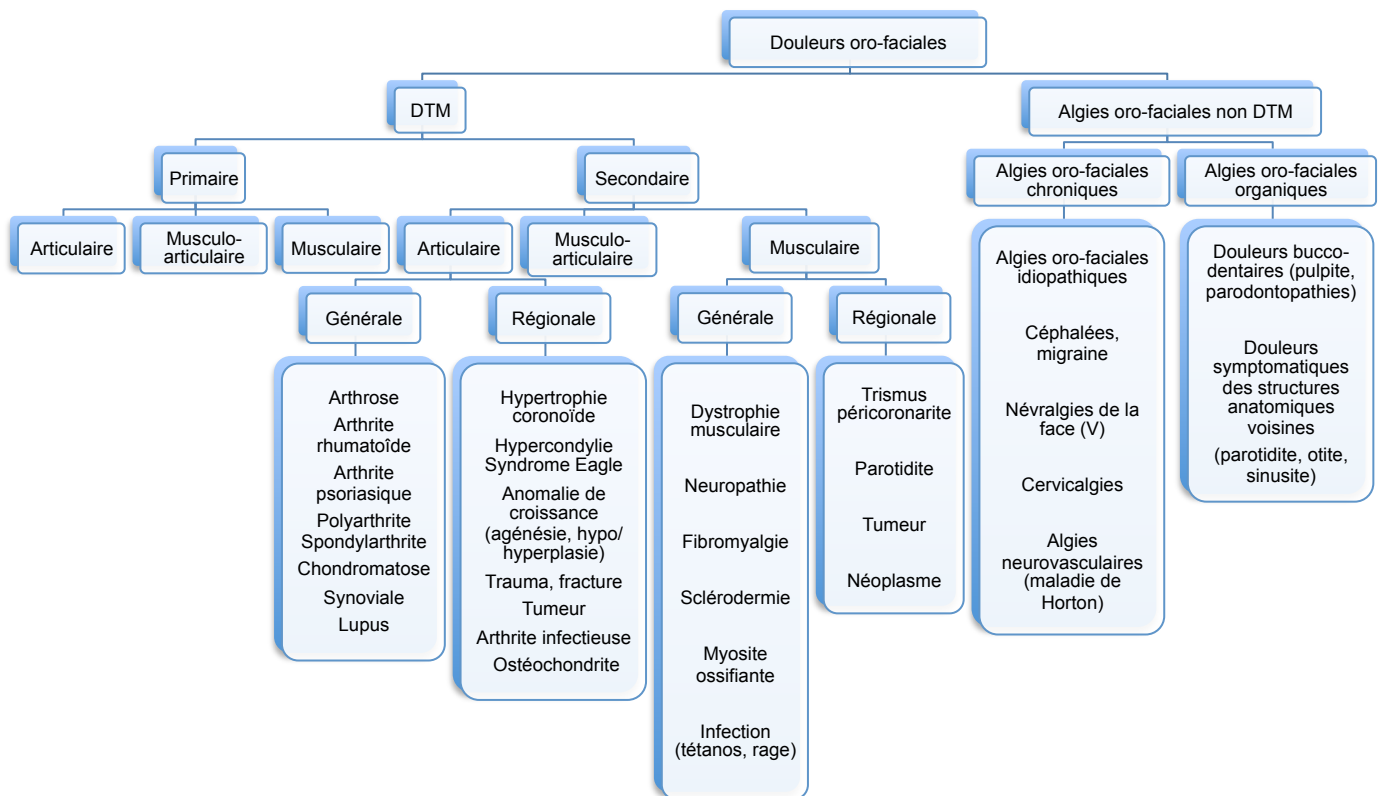 Douleurs oro-faciales
DTM
Algies oro-faciales non DTM
Primaire
Secondaire
Algies oro-faciales
chroniques
Algies oro-faciales
organiques
Articulaire
Musculo-
articulaire
Musculaire
Articulaire
Musculo-
articulaire
Musculaire
Générale
Régionale
Générale
Régionale
Arthrose
Arthrite
rhumatoîde
Arthrite
psoriasique
Polyarthrite
Spondylarthrite
Chondromatose
Synoviale
Lupus
Hypertrophie
coronoïde
Hypercondylie
Syndrome Eagle
Anomalie de
croissance
(agénésie, hypo/
hyperplasie)
Trauma, fracture
Tumeur
Arthrite infectieuse
Ostéochondrite
Dystrophie
musculaire
Neuropathie
Fibromyalgie
Sclérodermie
Myosite
ossifiante
Infection
(tétanos, rage)
Trismus
péricoronarite
Parotidite
Tumeur
Néoplasme
Algies oro-faciales
idiopathiques
Céphalées,
migraine
Névralgies de la
face (V)
Cervicalgies
Algies
neurovasculaires
(maladie de
Horton)
Douleurs bucco-
dentaires (pulpite,
parodontopathies)
Douleurs
symptomatiques
des structures
anatomiques
voisines
(parotidite, otite,
sinusite)